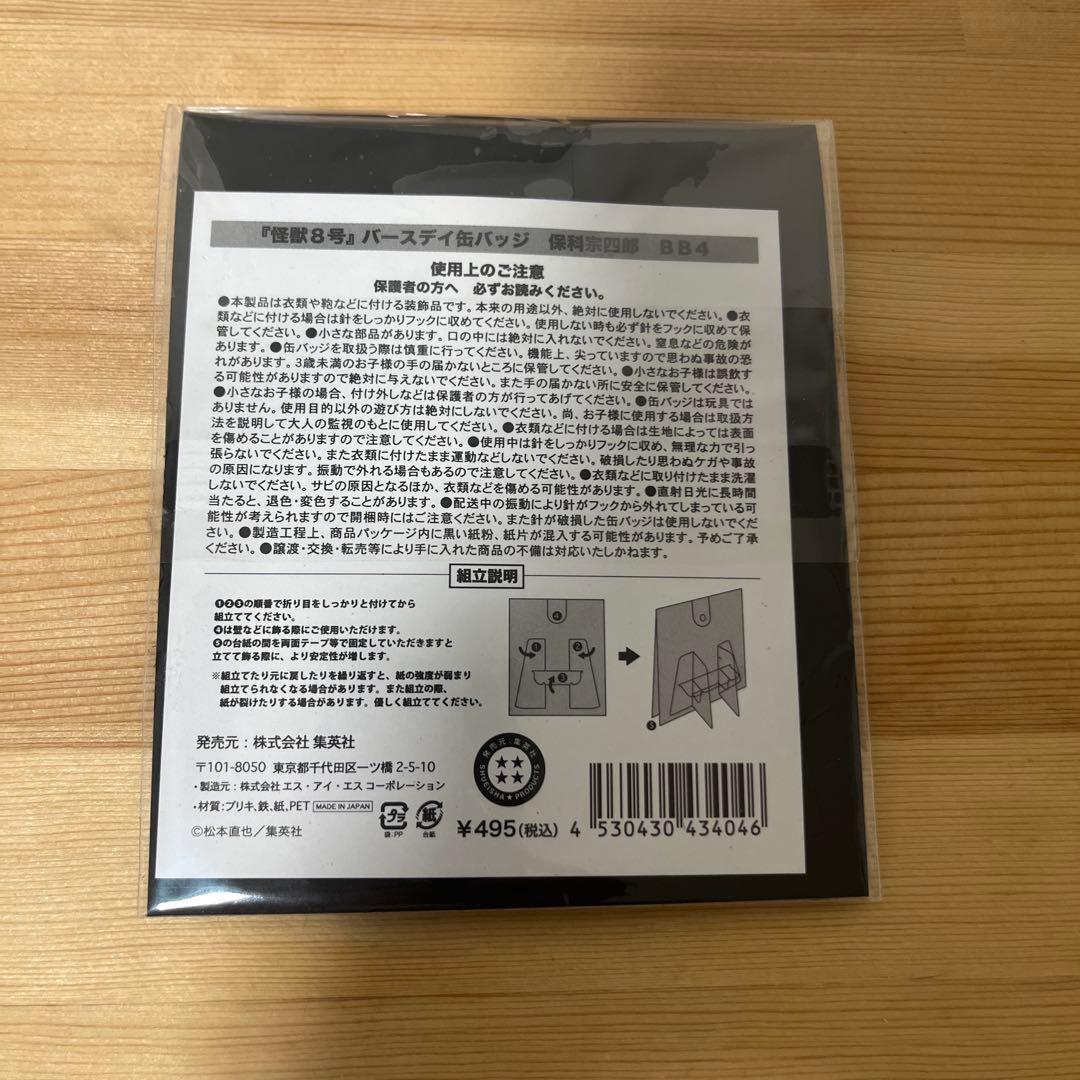 『怪獣8号』バースデイ缶バッジ　保科宗四郎　BB4
使用上のご注意
保護者の方へ　必ずお読みください。
●本製品は衣類や鞄などに付ける装飾品です。本来の用途以外、絶対に使用しないでください。●衣
類などに付ける場合は針をしっかりフックに収めてください。使用しない時も必ず針をフックに収めて保
管してください。●小さな部品があります。口の中には絶対に入れないでください。窒息などの危険が
あります。●缶バッジを取扱う際は慎重に行ってください。機能上、尖っていますので思わぬ事故の恐
れがあります。3歳未満のお子様の手の届かないところに保管してください。●小さなお子様は誤飲す
る可能性がありますので絶対に与えないでください。また手の届かない所に安全に保管してください。
●小さなお子様の場合、付け外しなどは保護者の方が行ってあげてください。●缶バッジは玩具では
ありません。使用目的以外の遊び方は絶対にしないでください。尚、お子様に使用する場合は取扱方
法を説明して大人の監視のもとに使用してください。●衣類などに付ける場合は生地によっては表面
を傷めることがありますので注意してください。●使用中は針をしっかりフックに収め、無理な力で引っ
張らないでください。また衣類に付けたまま運動などしないでください。破損したり思わぬケガや事故
の原因になります。振動で外れる場合もあるので注意してください。●衣類などに取り付けたまま洗濯
しないでください。サビの原因となるほか、衣類などを傷める可能性があります。●直射日光に長時間
当たると、退色・変色することがあります。●配送中の振動により針がフックから外れてしまっている可
能性が考えられますので開梱時にはご注意ください。また針が破損した缶バッジは使用しないでくだ
さい。●製造工程上、商品パッケージ内に黒い紙粉、紙片が混入する可能性があります。予めご了承
ください。●譲渡・交換・転売等により手に入れた商品の不備は対応いたしかねます。
組立説明
❶❷❸の順番で折り目をしっかりと付けてから
組立ててください。
❹は壁などに飾る際にご使用いただけます。
❺の台紙の間を両面テープ等で固定していただきますと
立てて飾る際に、より安定性が増します。
※組立てたり元に戻したりを繰り返すと、紙の強度が弱まり
組立てられなくなる場合があります。また組立の際、
紙が裂けたりする場合があります。優しく組立ててください。
❹
❶
❷
❸
❺
発売元：株式会社 集英社
〒101-8050 東京都千代田区一ツ橋 2-5-10
・製造元：株式会社 エス・アイ・エス コーポレーション
・材質：ブリキ、鉄、紙、PET MADE IN JAPAN
©松本直也／集英社
プラ
袋：PP
紙
台紙
発売元：集英社
SHUEISHA★PRODUCTS
¥495(税込)
4 530430 434046